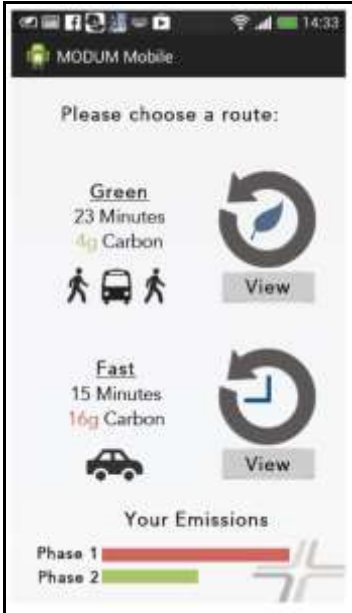 14:33
MODUM Mobile
Please choose a route:
Green
23 Minutes
4g Carbon
View
Fast
15 Minutes
16g Carbon
View
Your Emissions
Phase 1
Phase 2